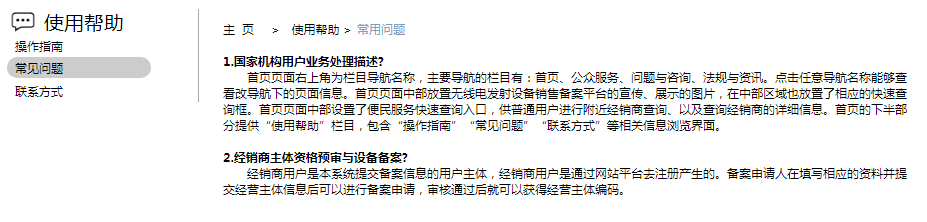 使用帮助
操作指南
常见问题
联系方式
主 页 > 使用帮助 > 常用问题
1.国家机构用户业务处理描述?
首页页面右上角为栏目导航名称，主要导航的栏目有：首页、公众服务、问题与咨询、法规与资讯。点击任意导航名称能够查
看改导航下的页面信息。首页页面中部放置无线电发射设备销售备案平台的宣传、展示的图片，在中部区域也放置了相应的快速查
询框。首页页面中部设置了便民服务快速查询入口，供普通用户进行附近经销商查询、以及查询经销商的详细信息。首页的下半部
分提供“使用帮助”栏目，包含“操作指南”“常见问题”“联系方式”等相关信息浏览界面。
2.经销商主体资格预审与设备备案?
经销商用户是本系统提交备案信息的用户主体，经销商用户是通过网站平台去注册产生的。备案申请人在填写相应的资料并提
交经营主体信息后可以进行备案申请，审核通过后就可以获得经营主体编码。